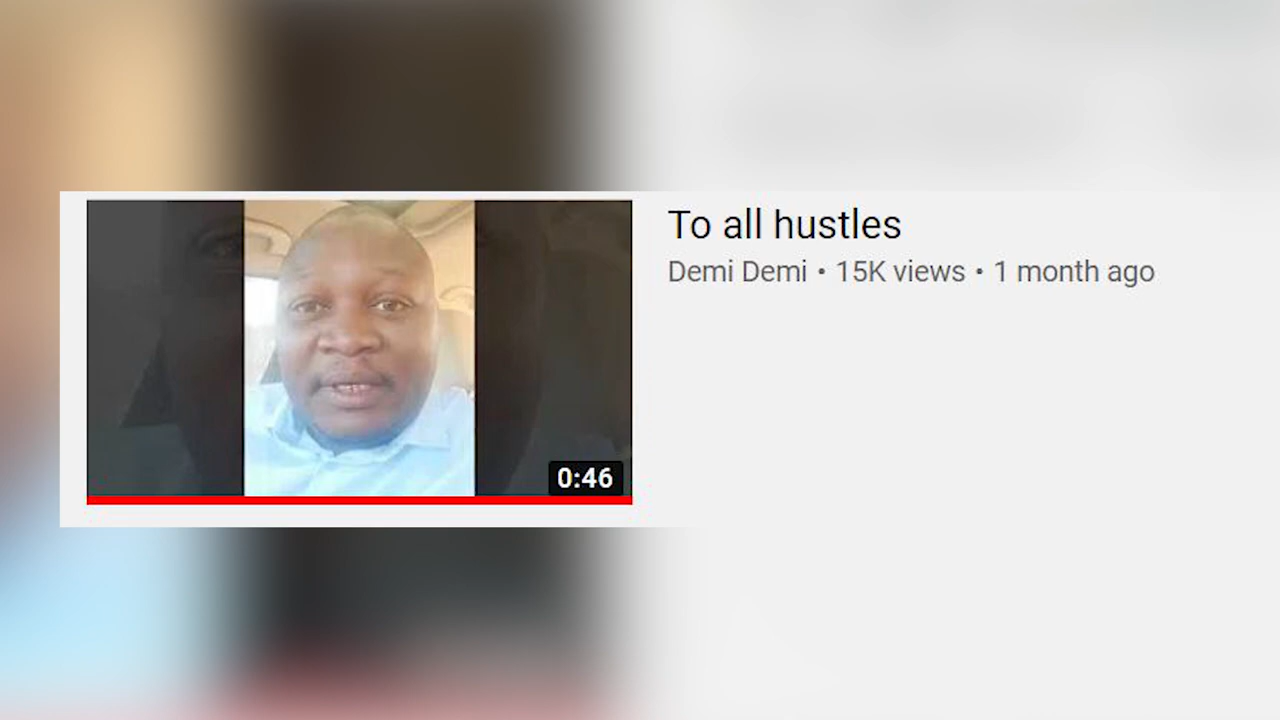 To all hustles
Demi Demi • 15K views • 1 month ago
0:46